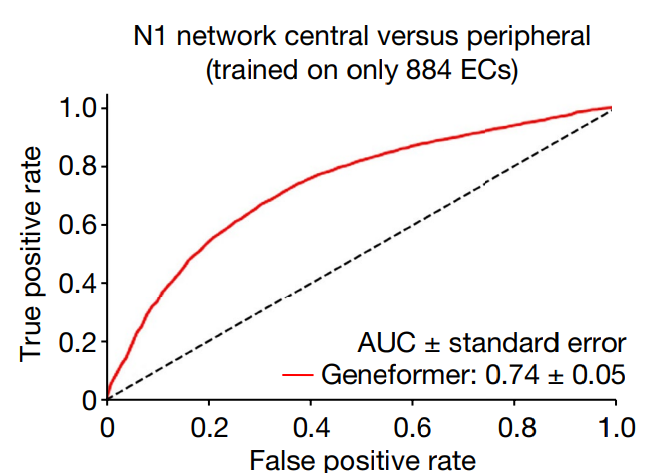 N1 network central versus peripheral
(trained on only 884 ECs)
True positive rate
1.0
0.8
0.6
0.4
0.2
0
AUC ± standard error
Geneformer: 0.74 ± 0.05
0 0.2 0.4 0.6 0.8 1.0
False positive rate